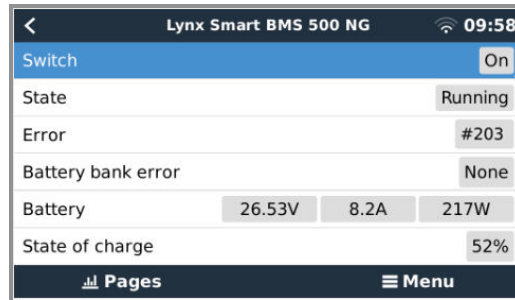 Lynx Smart BMS 500 NG 09:58
Switch On
State Running
Error #203
Battery bank error None
Battery 26.53V 8.2A 217W
State of charge 52%
Pages Menu